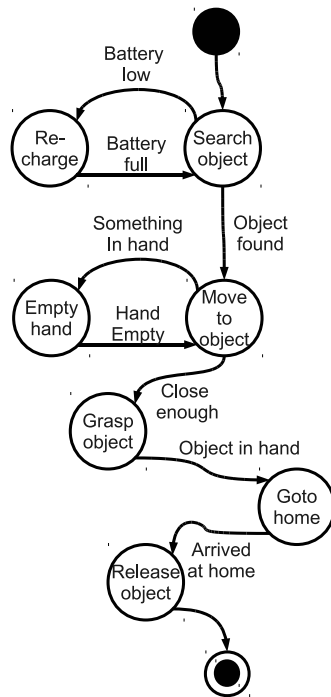 Battery
low
Re-
charge
Battery
full
Search
object
Something
In hand
Object
found
Empty
hand
Hand
Empty
Move
to
object
Close
enough
Grasp
object
Object in hand
Goto
home
Arrived
at home
Release
object